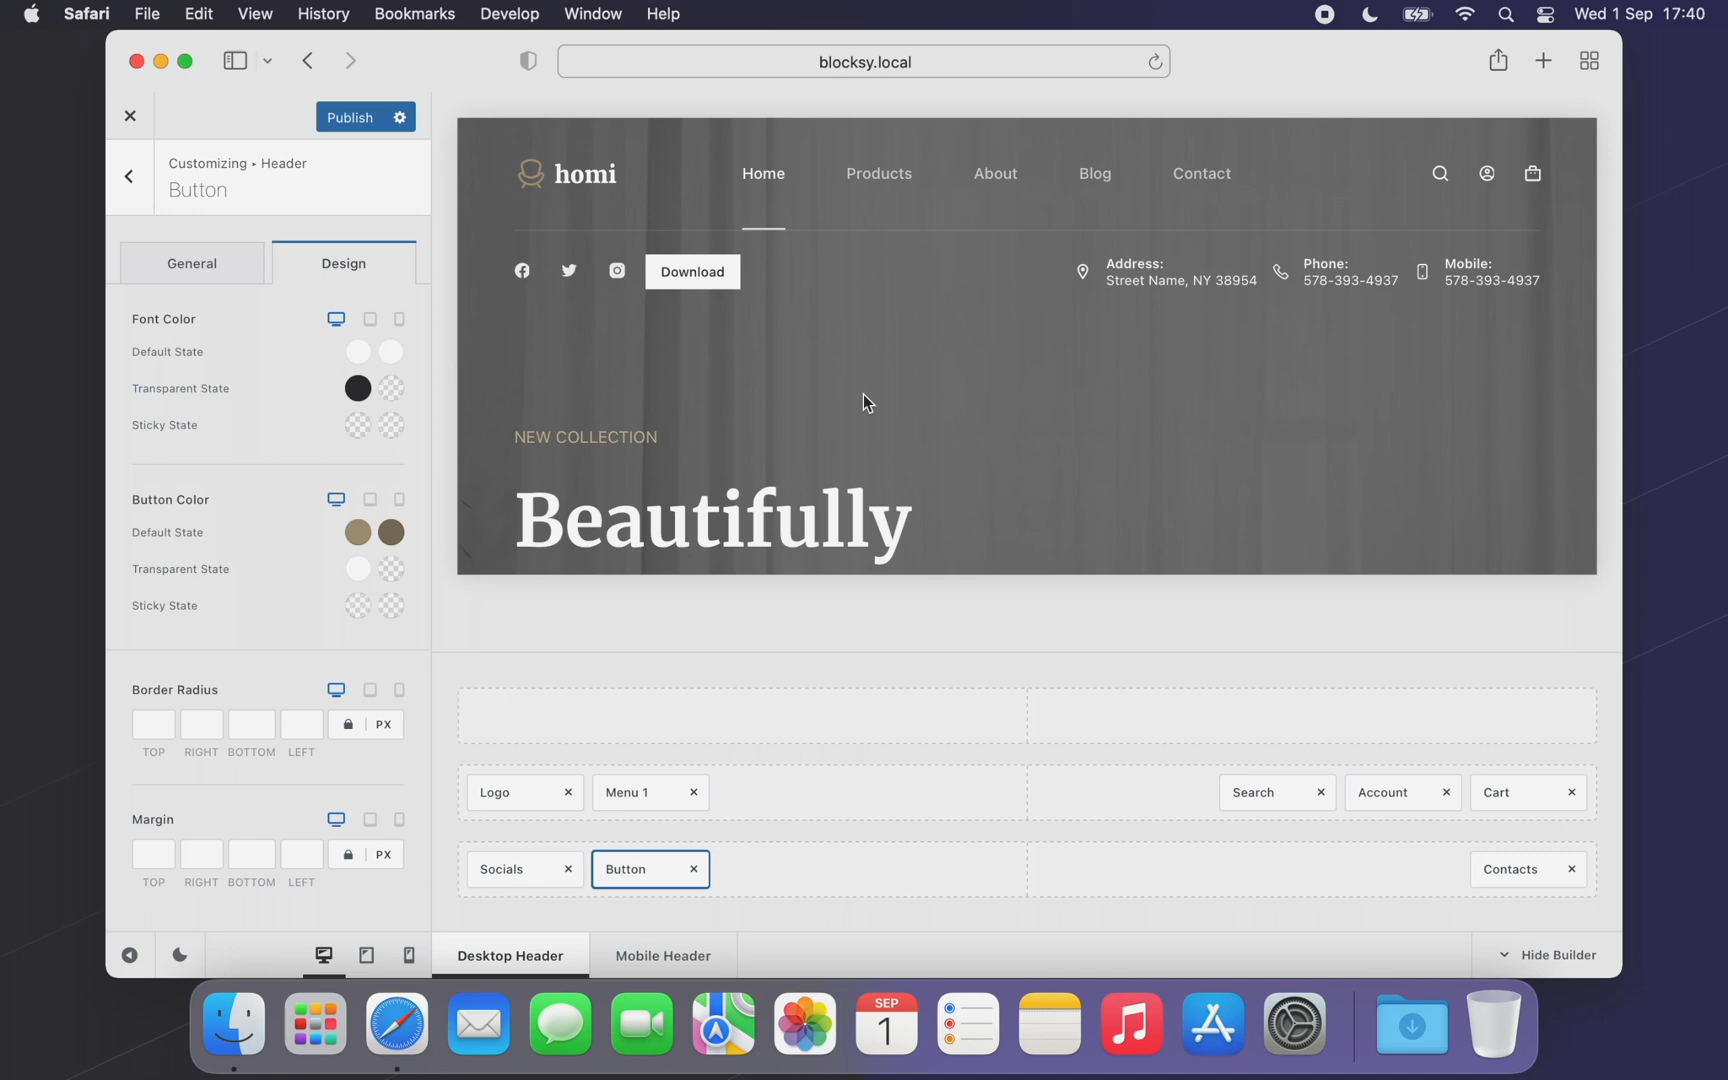 Safari File Edit View History Bookmarks Develop Window Help Wed 1 Sep 17:40
blocksy.local
Publish
Customizing ▸ Header
Button
General Design
Font Color
Default State
Transparent State
Sticky State
Button Color
Default State
Transparent State
Sticky State
Border Radius
PX
TOP RIGHT BOTTOM LEFT
Margin
PX
TOP RIGHT BOTTOM LEFT
homi Home Products About Blog Contact
Download
Address:
Street Name, NY 38954
Phone:
578-393-4937
Mobile:
578-393-4937
NEW COLLECTION
Beautifully
Logo × Menu 1 × Search × Account × Cart ×
Socials × Button × Contacts ×
Desktop Header Mobile Header Hide Builder
SEP
1